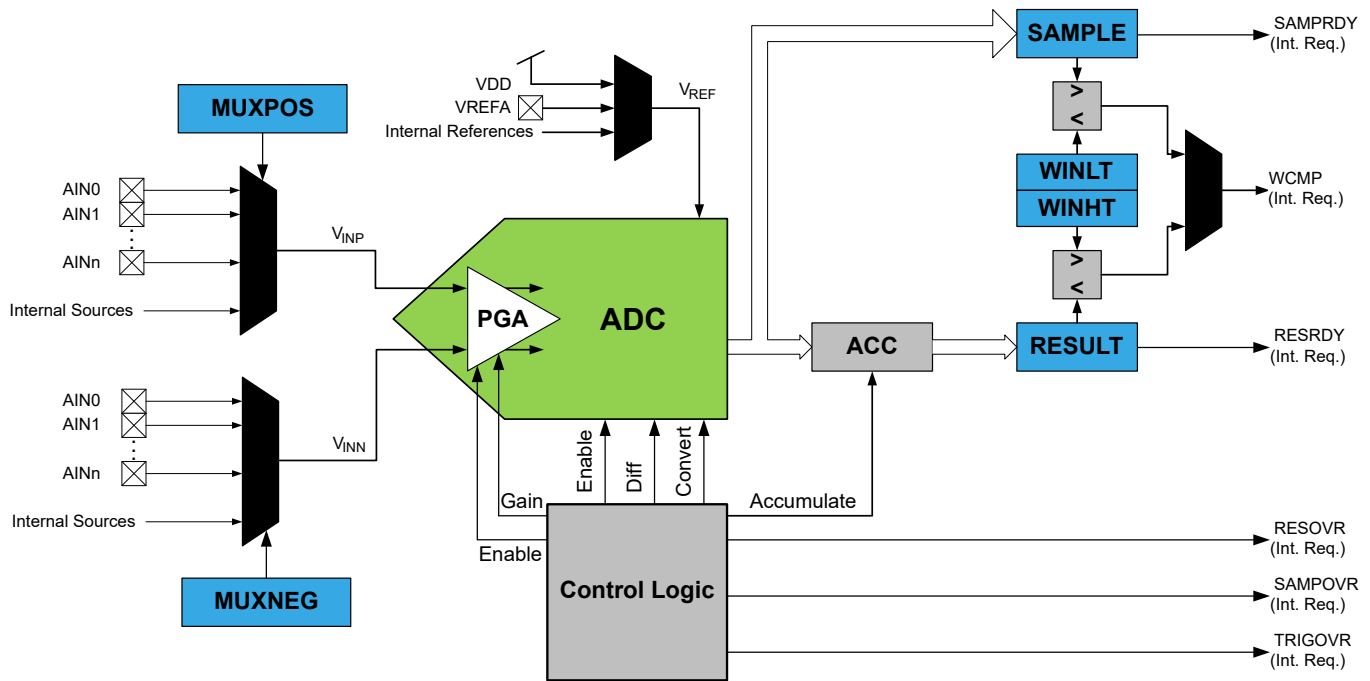 SAMPLE
SAMPRDY
(Int. Req.)
VDD
VREFA
Internal References
VREF
MUXPOS
>
<
WINLT
WINHT
WCMP
(Int. Req.)
>
<
AIN0
AIN1
AINn
Internal Sources
VINP
PGA
ADC
ACC
RESULT
RESRDY
(Int. Req.)
AIN0
AIN1
AINn
Internal Sources
VINN
MUXNEG
Gain
Enable
Enable
Diff
Convert
Accumulate
Control Logic
RESOVR
(Int. Req.)
SAMPOVR
(Int. Req.)
TRIGOVR
(Int. Req.)